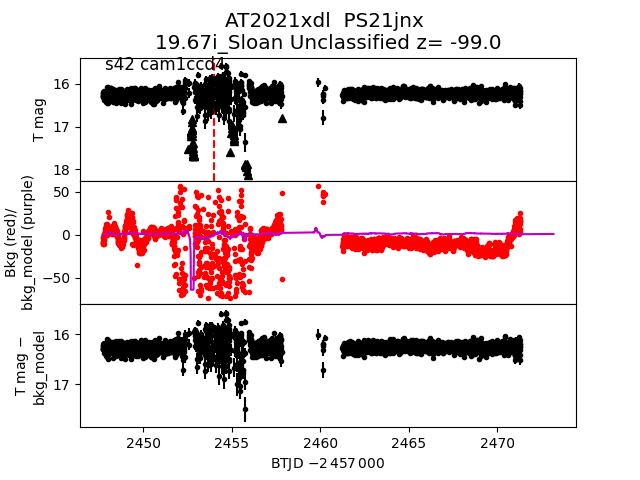 AT2021xdl  PS21jnx
19.67i_Sloan Unclassified z= -99.0
s42 cam1ccd4
T mag
16
17
18
Bkg (red)/
bkg_model (purple)
50
0
−50
T mag −
bkg_model
16
17
2450
2455
2460
2465
2470
BTJD −2 457 000